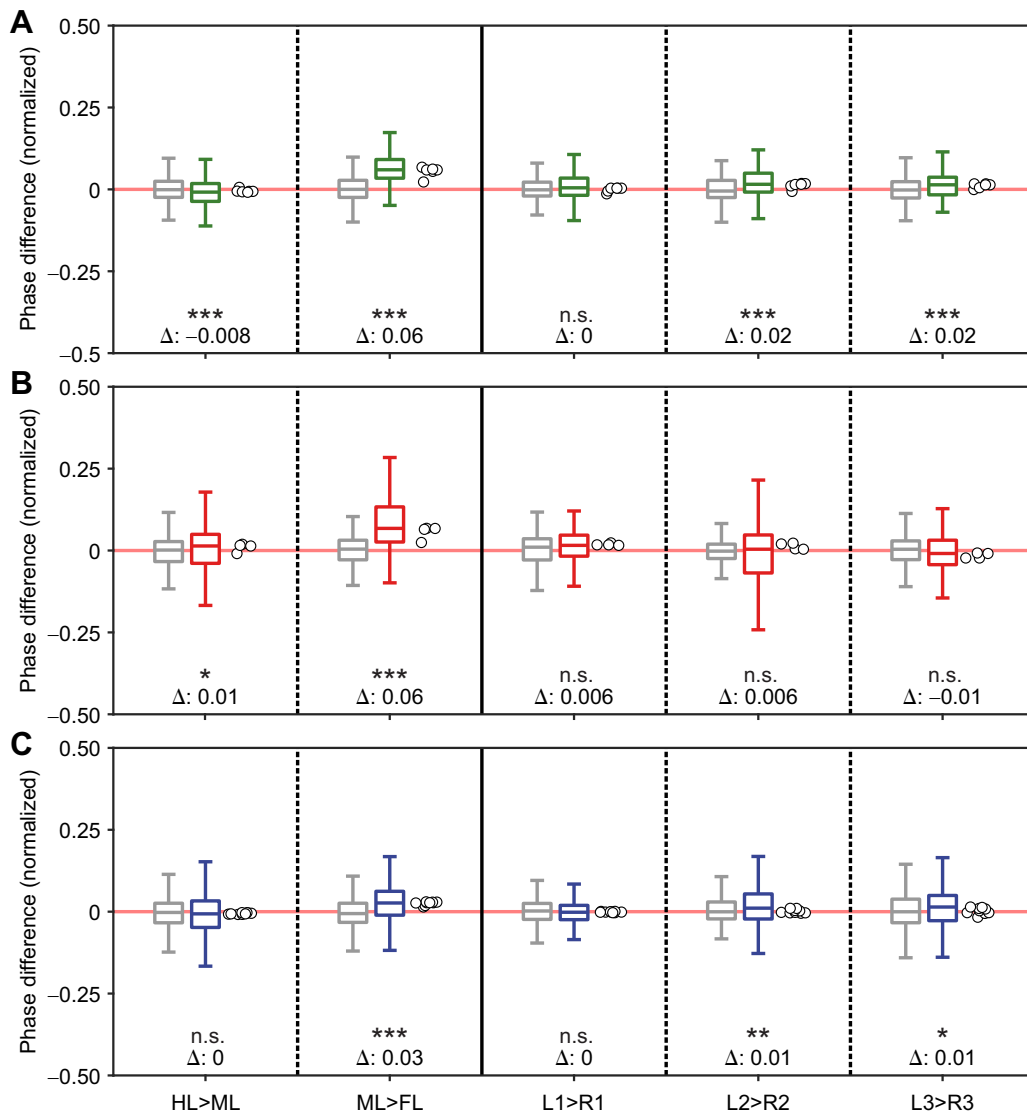 A
Phase difference (normalized)
0.50
0.25
0
−0.25
−0.5
*** *** n.s. *** ***
Δ: −0.008 Δ: 0.06 Δ: 0 Δ: 0.02 Δ: 0.02
B
Phase difference (normalized)
0.50
0.25
0
−0.25
−0.50
* *** n.s. n.s. n.s.
Δ: 0.01 Δ: 0.06 Δ: 0.006 Δ: 0.006 Δ: −0.01
C
Phase difference (normalized)
0.50
0.25
0
−0.25
−0.50
n.s. *** n.s. ** *
Δ: 0 Δ: 0.03 Δ: 0 Δ: 0.01 Δ: 0.01
HL>ML ML>FL L1>R1 L2>R2 L3>R3